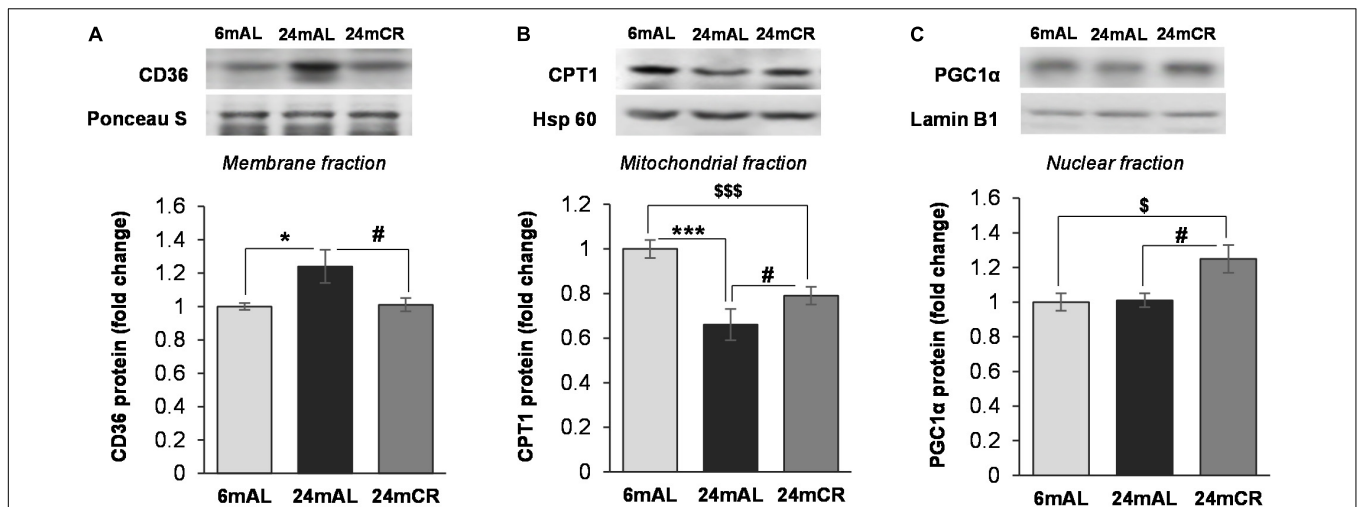 A
6mAL 24mAL 24mCR
CD36
Ponceau S
Membrane fraction
CD36 protein (fold change)
1.6
1.4
1.2
1
0.8
0.6
0.4
0.2
0
* #
6mAL 24mAL 24mCR
B
6mAL 24mAL 24mCR
CPT1
Hsp 60
Mitochondrial fraction
CPT1 protein (fold change)
1.2
1
0.8
0.6
0.4
0.2
0
$$$
***
#
6mAL 24mAL 24mCR
C
6mAL 24mAL 24mCR
PGC1α
Lamin B1
Nuclear fraction
PGC1α protein (fold change)
1.6
1.4
1.2
1
0.8
0.6
0.4
0.2
0
$
#
6mAL 24mAL 24mCR